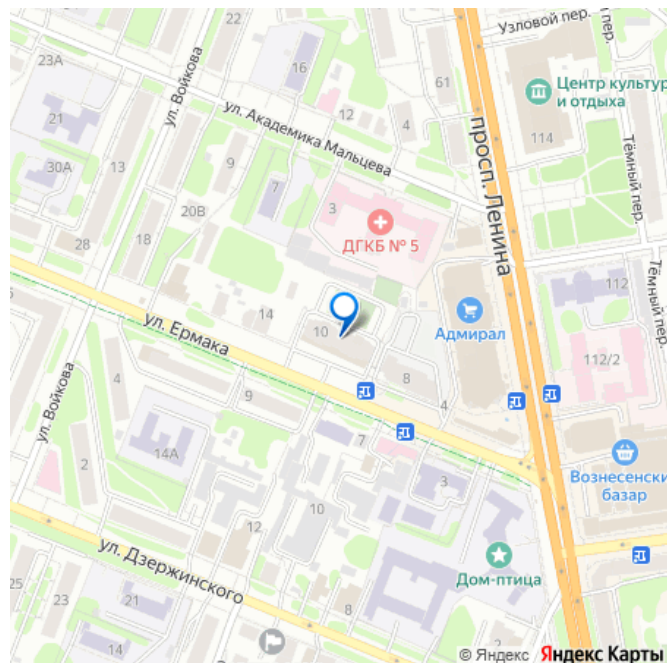 Узловой пер.
23А
16
61
Центр культур
и отдыха
ул. Войкова
12
ул. Академика Мальцева
4
просп. Ленина
114
Тёмный пер.
21
30А
13
9
7
20В
3
ДГКБ № 5
18
28
112
Тёмный пер.
ул. Ермака
14
10
Адмирал
112/2
4
8
4
9
ул. Войкова
7
14А
2
3
Вознесенски
базар
10
12
ул. Дзержинского
Дом-птица
25
23
21
8
14
© Яндекс Яндекс Карты